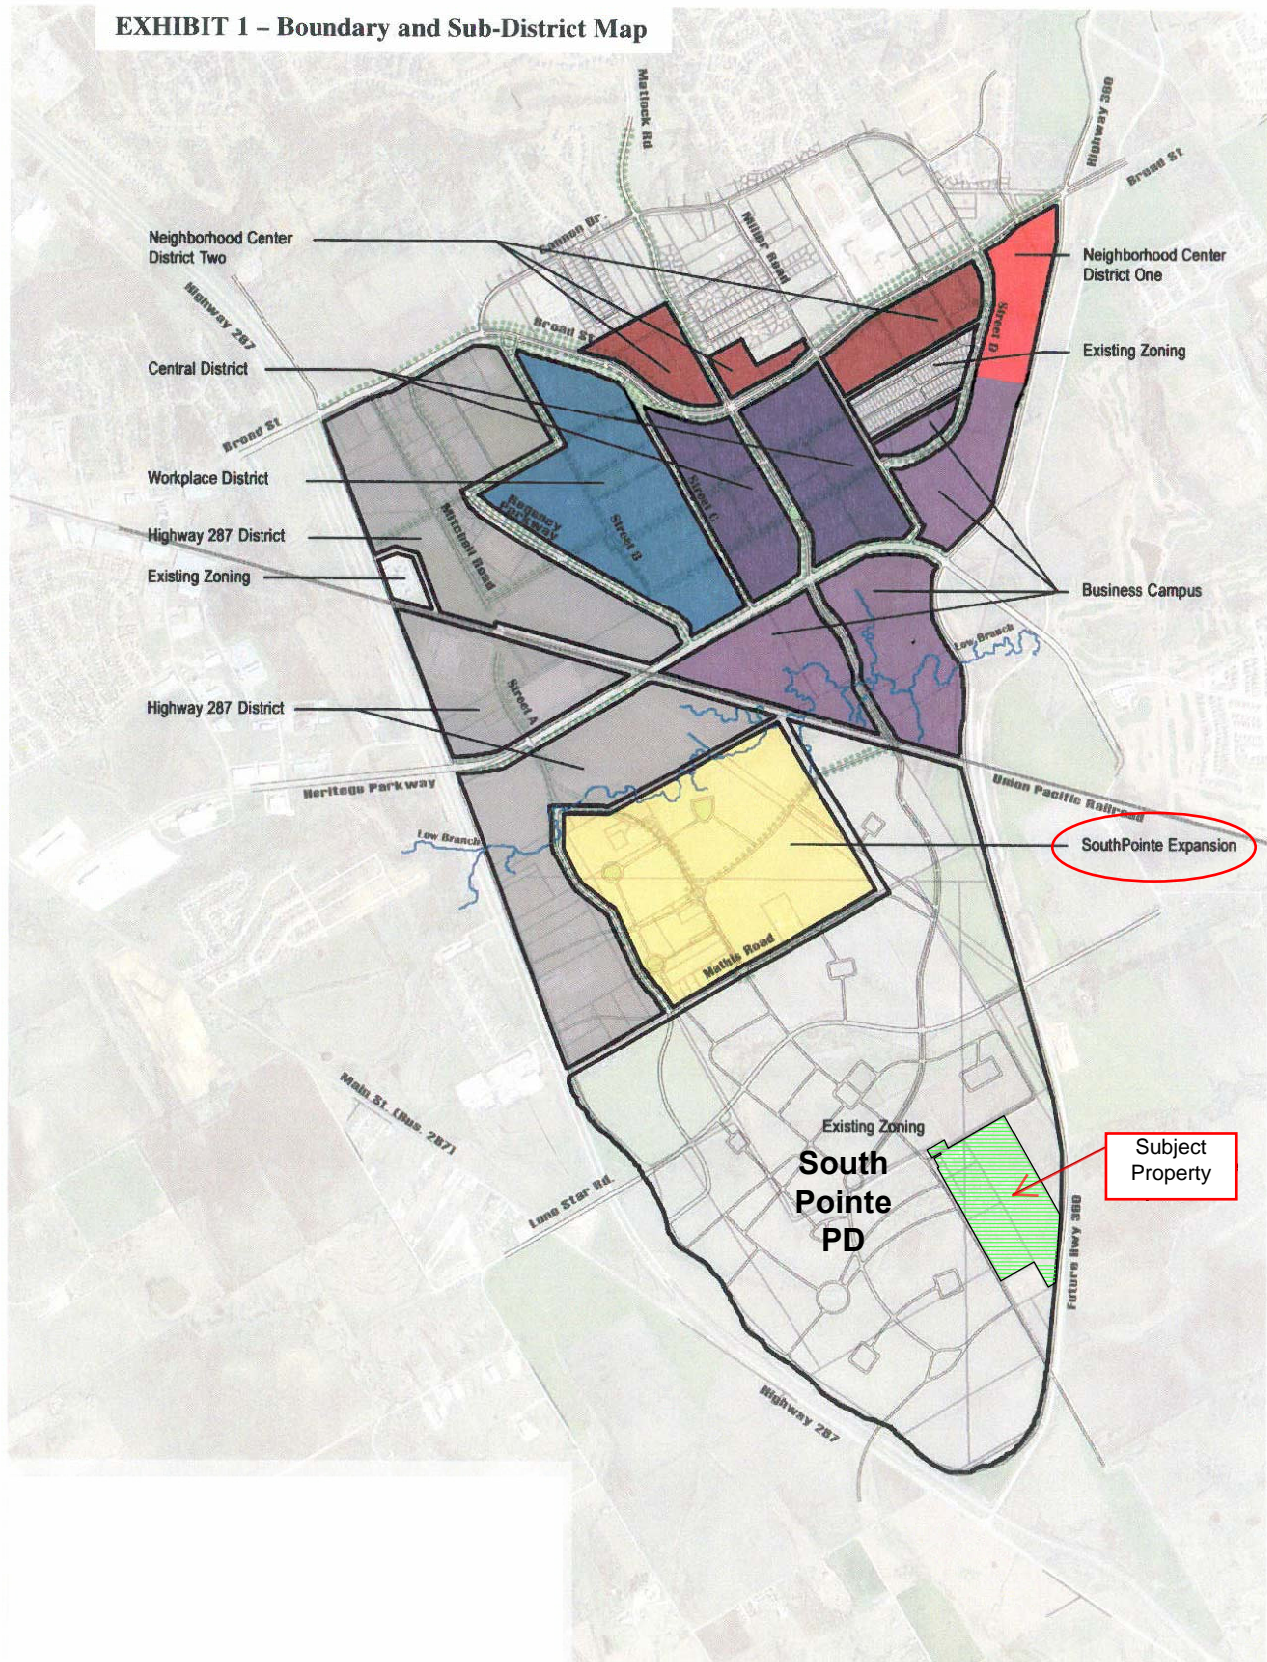 EXHIBIT 1 – Boundary and Sub-District Map
Matlock Rd
Highway 360
Broad St
Neighborhood Center
District Two
Cannon Dr.
Miller Road
Neighborhood Center
District One
Highway 287
Broad St
Street D
Existing Zoning
Central District
Broad St
Workplace District
Street C
Regency
Parkway
Street B
Mitchell Road
Highway 287 District
Existing Zoning
Business Campus
Low Branch
Street A
Highway 287 District
Heritage Parkway
Union Pacific Railroad
Low Branch
SouthPointe Expansion
Mathis Road
Main St. (Bus. 287)
Existing Zoning
South
Pointe
PD
Subject
Property
Lone Star Rd.
Future Hwy 360
Highway 287